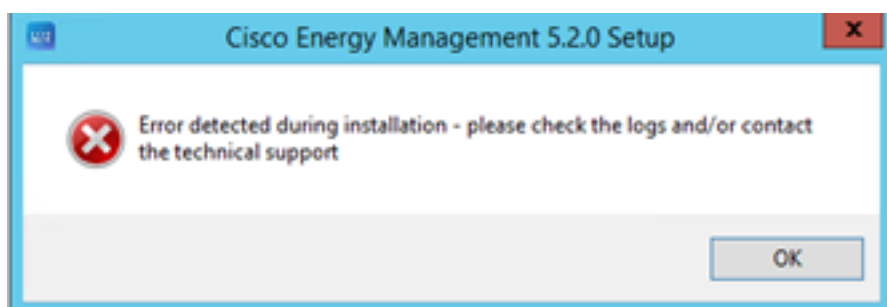 Cisco Energy Management 5.2.0 Setup
x
Error detected during installation - please check the logs and/or contact
the technical support
OK